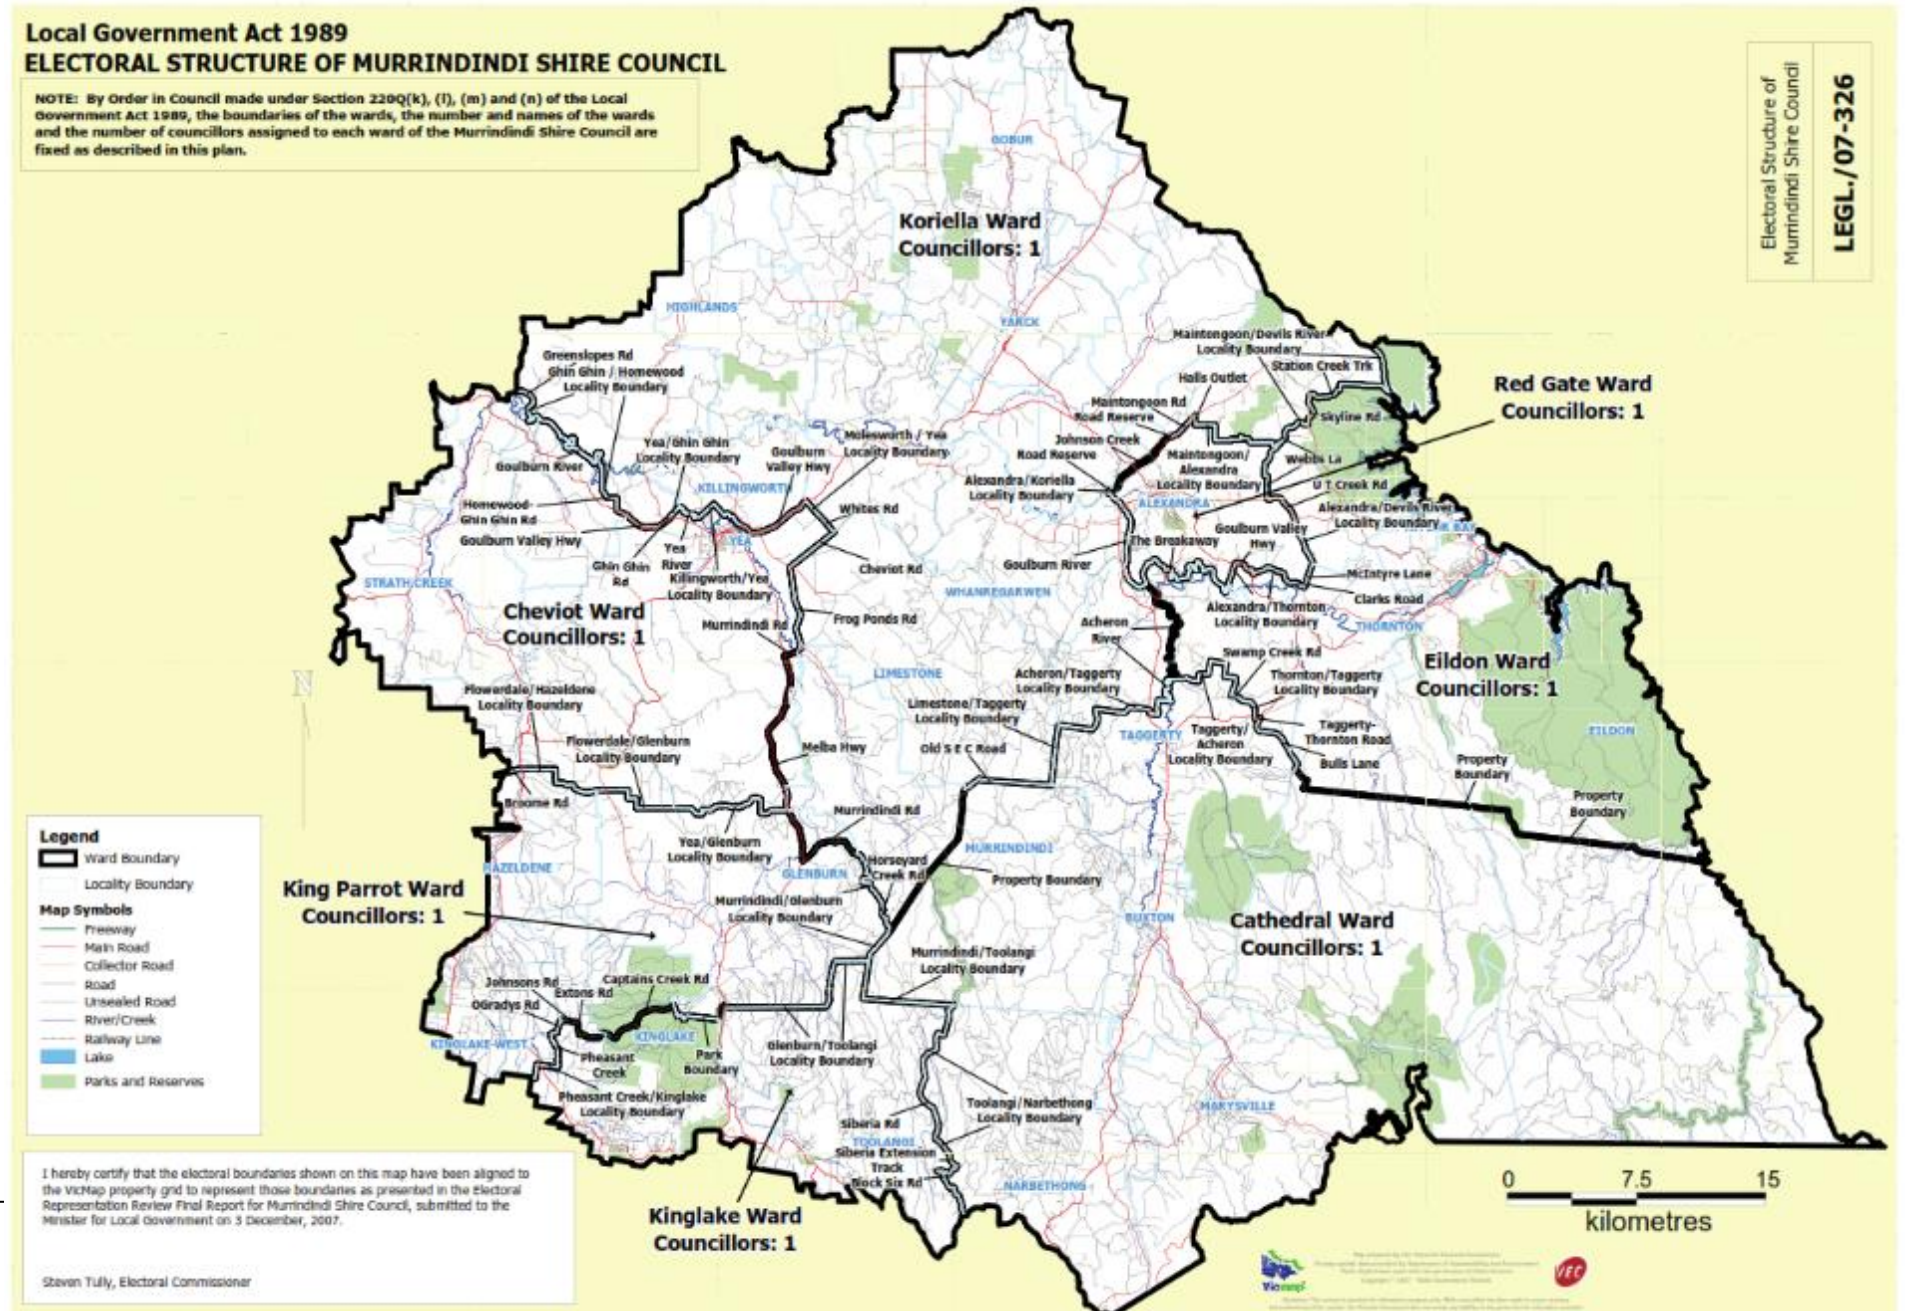 Local Government Act 1989
ELECTORAL STRUCTURE OF MURRINDINDI SHIRE COUNCIL
NOTE: By Order in Council made under Section 220Q(k), (l), (m) and (n) of the Local
Government Act 1989, the boundaries of the wards, the number and names of the wards
and the number of councillors assigned to each ward of the Murrindindi Shire Council are
fixed as described in this plan.
Electoral Structure of
Murrindindi Shire Council
LEGL./07-326
GOBUR
Koriella Ward
Councillors: 1
HIGHLANDS
YARCK
Maintongoon/Devils River
Locality Boundary
Station Creek Trk
Halls Outlet
Greenslopes Rd
Ghin Ghin / Homewood
Locality Boundary
Red Gate Ward
Councillors: 1
Maintongoon Rd
Road Reserve
Skyline Rd
Johnson Creek
Road Reserve
Yea/Ghin Ghin
Locality Boundary
Goulburn
Valley Hwy
Molesworth / Yea
Locality Boundary
Maintongoon/
Alexandra
Locality Boundary
Webbs La
Goulburn River
Alexandra/Koriella
Locality Boundary
U T Creek Rd
KILLINGWORTH
ALEXANDRA
Homewood-
Ghin Ghin Rd
Whites Rd
Alexandra/Devils River
Locality Boundary
Goulburn Valley
Hwy
Goulburn Valley Hwy
YEA
The Breakaway
Yea
River
Ghin Ghin
Rd
Killingworth/Yea
Locality Boundary
Cheviot Rd
Goulburn River
McIntyre Lane
STRATH CREEK
WHANREGARWEN
Clarks Road
Cheviot Ward
Councillors: 1
Murrindindi Rd
Frog Ponds Rd
Acheron
River
Alexandra/Thornton
Locality Boundary
THORNTON
Swamp Creek Rd
Eildon Ward
Councillors: 1
LIMESTONE
Acheron/Taggerty
Locality Boundary
Thornton/Taggerty
Locality Boundary
N
Flowerdale/Hazeldene
Locality Boundary
Limestone/Taggerty
Locality Boundary
Taggerty-
Thornton Road
EILDON
Flowerdale/Glenburn
Locality Boundary
Melba Hwy
Old S E C Road
TAGGERTY
Taggerty/
Acheron
Locality Boundary
Bulls Lane
Property
Boundary
Property
Boundary
Broome Rd
Murrindindi Rd
Yea/Glenburn
Locality Boundary
MURRINDINDI
HAZELDENE
GLENBURN
Horseyard
Creek Rd
Property Boundary
King Parrot Ward
Councillors: 1
Murrindindi/Glenburn
Locality Boundary
BUXTON
Cathedral Ward
Councillors: 1
Murrindindi/Toolangi
Locality Boundary
Johnsons Rd
Captains Creek Rd
Extons Rd
OGradys Rd
KINGLAKE WEST
KINGLAKE
Park
Boundary
Glenburn/Toolangi
Locality Boundary
Pheasant
Creek
Pheasant Creek/Kinglake
Locality Boundary
Toolangi/Narbethong
Locality Boundary
MARYSVILLE
Siberia Rd
TOOLANGI
Siberia Extension
Track
Block Six Rd
NARBETHONG
Kinglake Ward
Councillors: 1
Legend
Ward Boundary
Locality Boundary
Map Symbols
Freeway
Main Road
Collector Road
Road
Unsealed Road
River/Creek
Railway Line
Lake
Parks and Reserves
I hereby certify that the electoral boundaries shown on this map have been aligned to
the VicMap property grid to represent those boundaries as presented in the Electoral
Representation Review Final Report for Murrindindi Shire Council, submitted to the
Minister for Local Government on 3 December, 2007.
Steven Tully, Electoral Commissioner
0 7.5 15
kilometres
Vicmap
VEC